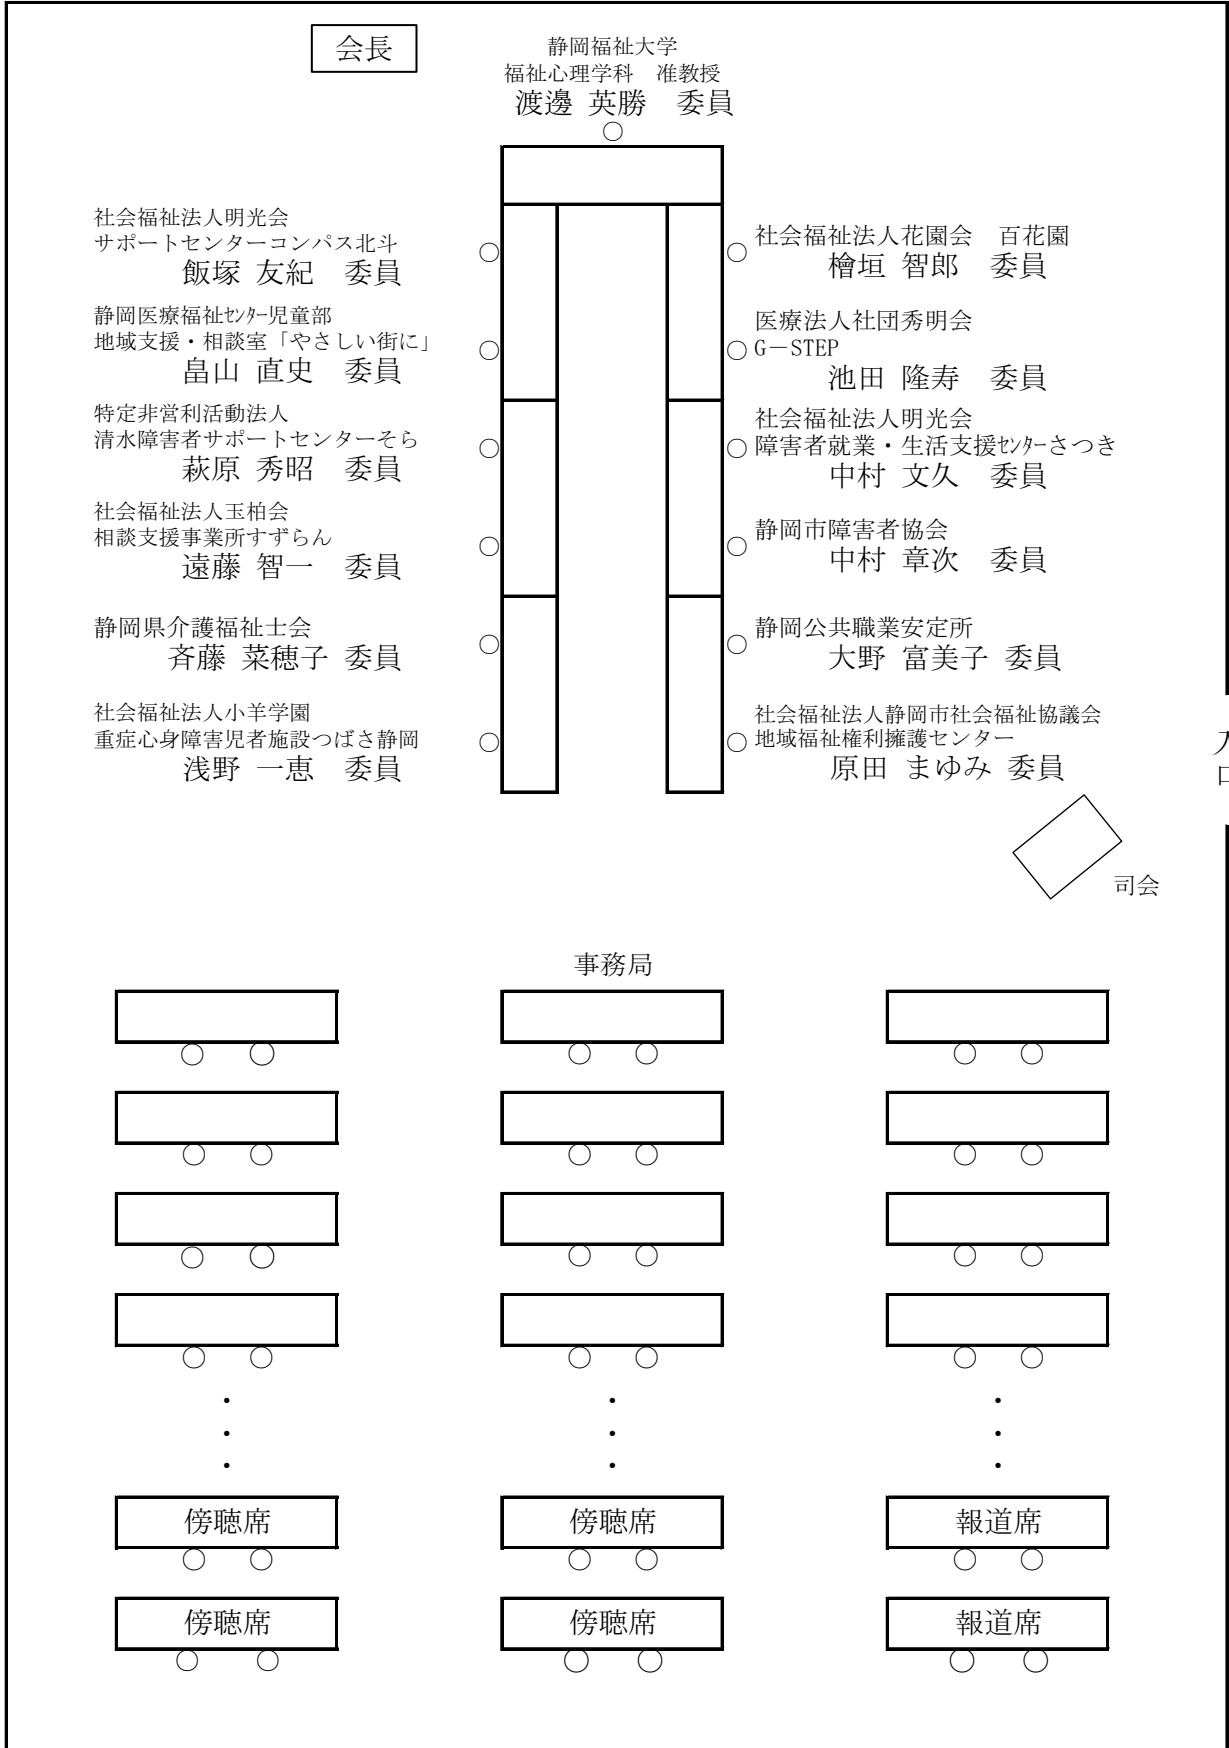 会長
静岡福祉大学
福祉心理学科　准教授
渡邊 英勝　委員
社会福祉法人明光会
サポートセンターコンパス北斗
飯塚 友紀　委員
静岡医療福祉ｾﾝﾀｰ児童部
地域支援・相談室「やさしい街に」
畠山 直史　委員
特定非営利活動法人
清水障害者サポートセンターそら
萩原 秀昭　委員
社会福祉法人玉柏会
相談支援事業所すずらん
遠藤 智一　委員
静岡県介護福祉士会
斉藤 菜穂子 委員
社会福祉法人小羊学園
重症心身障害児者施設つばさ静岡
浅野 一恵　委員
社会福祉法人花園会　百花園
檜垣 智郎　委員
医療法人社団秀明会
G－STEP
池田 隆寿　委員
社会福祉法人明光会
障害者就業・生活支援ｾﾝﾀｰさつき
中村 文久　委員
静岡市障害者協会
中村 章次　委員
静岡公共職業安定所
大野 富美子 委員
社会福祉法人静岡市社会福祉協議会
地域福祉権利擁護センター
原田 まゆみ 委員
入口
司会
事務局
傍聴席
傍聴席
報道席
傍聴席
傍聴席
報道席